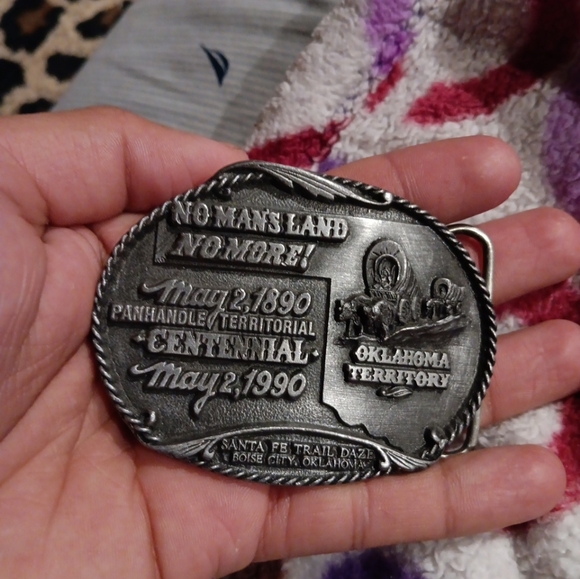 NO MAN'S LAND
NO MORE!
May 2, 1890
PANHANDLE TERRITORIAL
· CENTENNIAL ·
May 2, 1990
OKLAHOMA
TERRITORY
SANTA FE TRAIL DAZE
BOISE CITY, OKLAHOMA